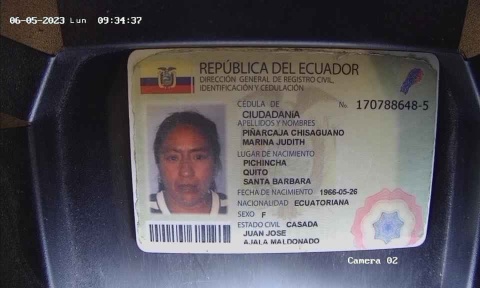 06-05-2023 Lun 09:34:37
REPÚBLICA DEL ECUADOR
DIRECCIÓN GENERAL DE REGISTRO CIVIL,
IDENTIFICACIÓN Y CEDULACIÓN
CÉDULA DE No. 170788648-5
CIUDADANÍA
APELLIDOS Y NOMBRES
PIÑARCAJA CHISAGUANO
MARINA JUDITH
LUGAR DE NACIMIENTO
PICHINCHA
QUITO
SANTA BARBARA
FECHA DE NACIMIENTO 1966-05-26
NACIONALIDAD ECUATORIANA
SEXO F
ESTADO CIVIL CASADA
JUAN JOSE
AJALA MALDONADO
Camera 02